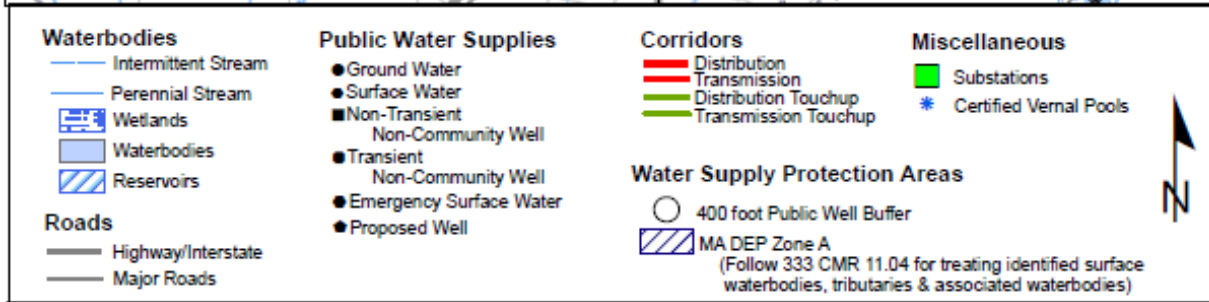 Waterbodies
Intermittent Stream
Perennial Stream
Wetlands
Waterbodies
Reservoirs
Roads
Highway/Interstate
Major Roads
Public Water Supplies
Ground Water
Surface Water
Non-Transient
Non-Community Well
Transient
Non-Community Well
Emergency Surface Water
Proposed Well
Corridors
Distribution
Transmission
Distribution Touchup
Transmission Touchup
Miscellaneous
Substations
Certified Vernal Pools
Water Supply Protection Areas
400 foot Public Well Buffer
MA DEP Zone A
(Follow 333 CMR 11.04 for treating identified surface
waterbodies, tributaries & associated waterbodies)
N